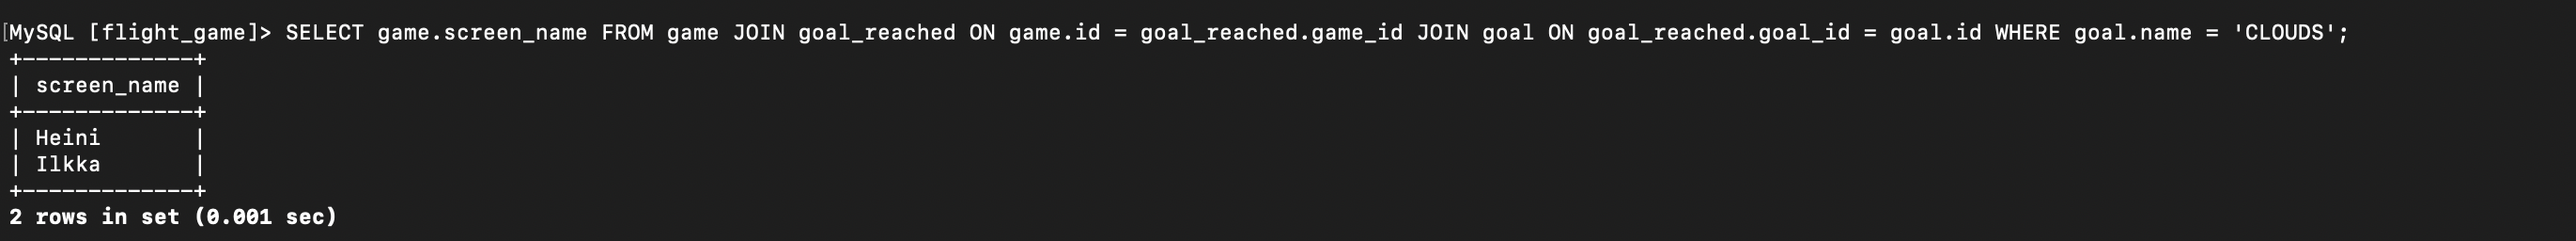 [MySQL [flight_game]> SELECT game.screen_name FROM game JOIN goal_reached ON game.id = goal_reached.game_id JOIN goal ON goal_reached.goal_id = goal.id WHERE goal.name = 'CLOUDS';
+-------------+
| screen_name |
+-------------+
| Heini       |
| Ilkka       |
+-------------+
2 rows in set (0.001 sec)